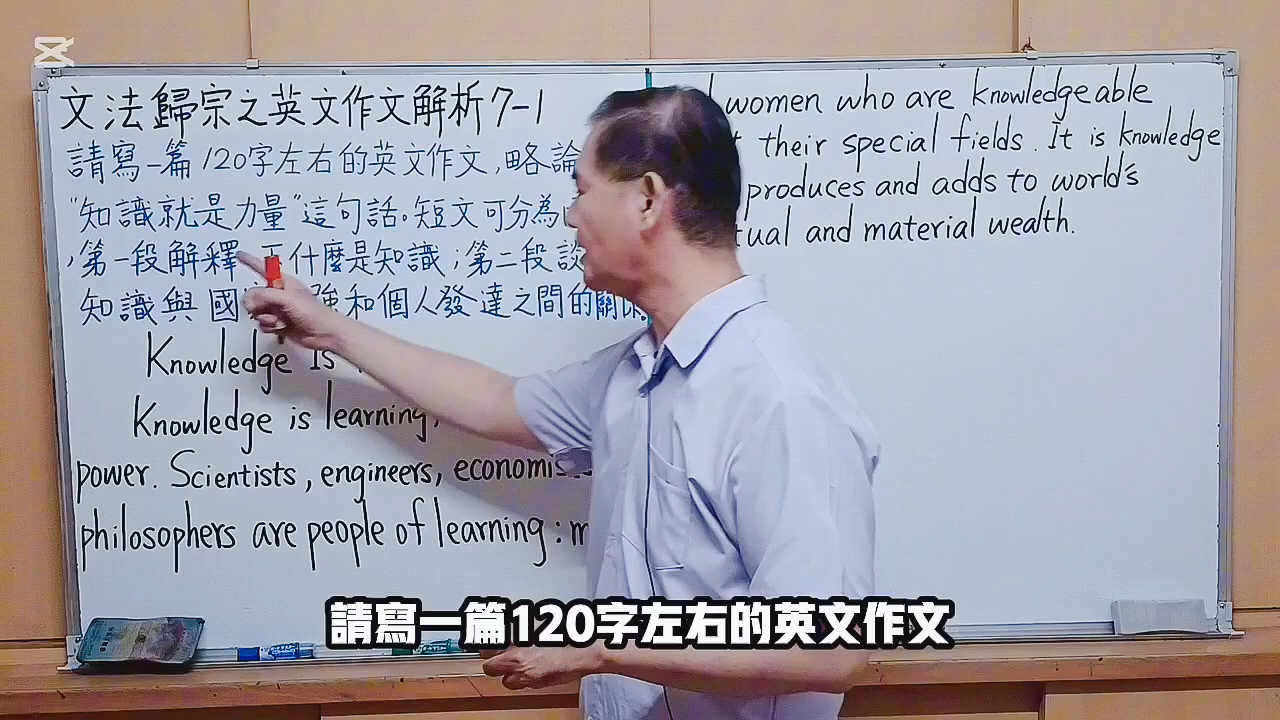 文法歸宗之英文作文解析7-1
請寫一篇120字左右的英文作文,略論
"知識就是力量"這句話。短文可分為
,第一段解釋 什麼是知識;第二段談
知識與國 強和個人發達之間的關係。
Knowledge Is
Knowledge is learning,
power. Scientists, engineers, economis
philosophers are people of learning: m
women who are knowledgeable
their special fields. It is knowledge
produces and adds to world's
tual and material wealth.
請寫一篇120字左右的英文作文